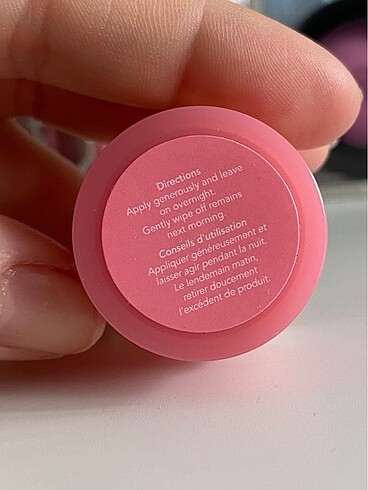 Directions
Apply generously and leave
on overnight.
Gently wipe off remains
next morning.
Conseils d'utilisation
Appliquer généreusement et
laisser agir pendant la nuit.
Le lendemain matin,
retirer doucement
l'excédent de produit.